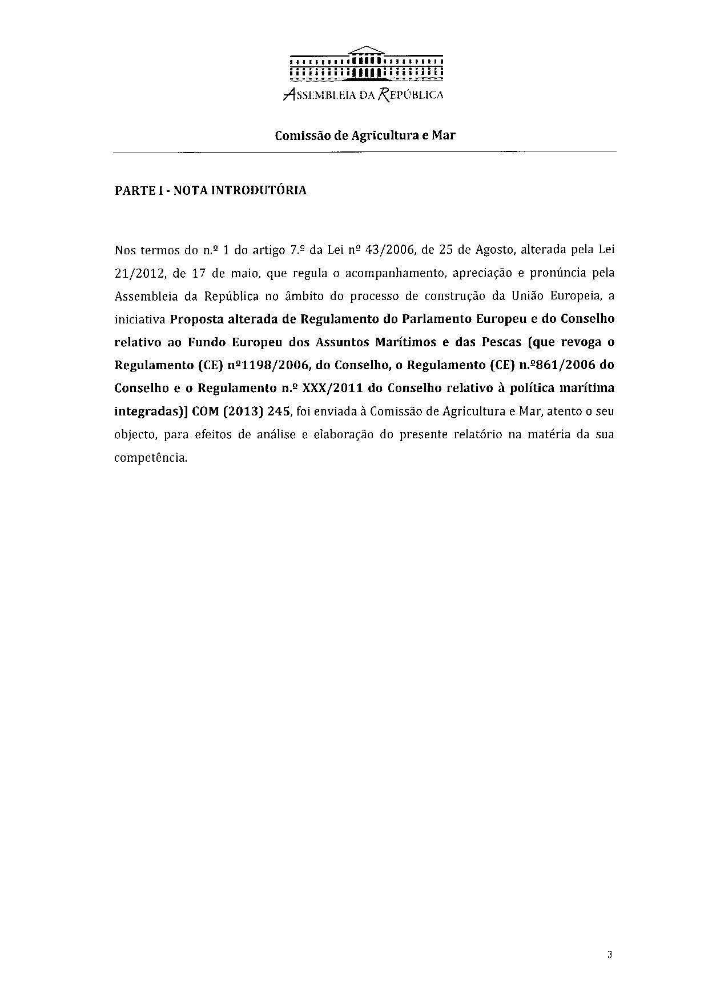 ASSEMBLEIA DA REPÚBLICA
Comissão de Agricultura e Mar
PARTE I - NOTA INTRODUTÓRIA
Nos termos do n.º 1 do artigo 7.º da Lei nº 43/2006, de 25 de Agosto, alterada pela Lei
21/2012, de 17 de maio, que regula o acompanhamento, apreciação e pronúncia pela
Assembleia da República no âmbito do processo de construção da União Europeia, a
iniciativa Proposta alterada de Regulamento do Parlamento Europeu e do Conselho
relativo ao Fundo Europeu dos Assuntos Marítimos e das Pescas (que revoga o
Regulamento (CE) nº1198/2006, do Conselho, o Regulamento (CE) n.º861/2006 do
Conselho e o Regulamento n.º XXX/2011 do Conselho relativo à política marítima
integradas)] COM (2013) 245, foi enviada à Comissão de Agricultura e Mar, atento o seu
objecto, para efeitos de análise e elaboração do presente relatório na matéria da sua
competência.
3